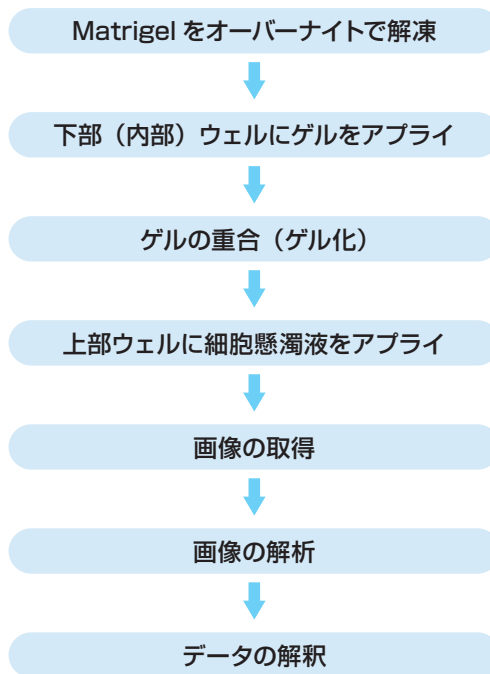 Matrigel をオーバーナイトで解凍
下部（内部）ウェルにゲルをアプライ
ゲルの重合（ゲル化）
上部ウェルに細胞懸濁液をアプライ
画像の取得
画像の解析
データの解釈